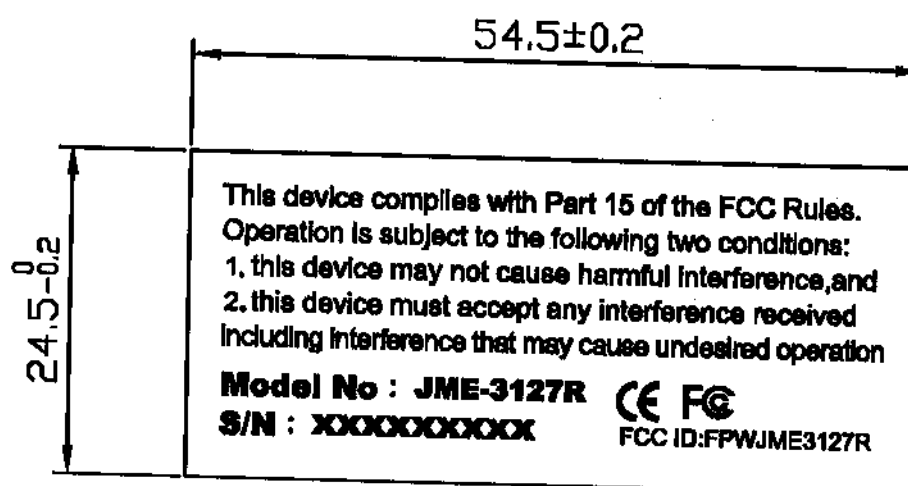 54.5±0.2
24.5 0 -0.2
This device complies with Part 15 of the FCC Rules.
Operation is subject to the following two conditions:
1. this device may not cause harmful interference,and
2. this device must accept any interference received
including interference that may cause undesired operation
Model No : JME-3127R CE FC
S/N : XXXXXXXXXX
FCC ID:FPWJME3127R